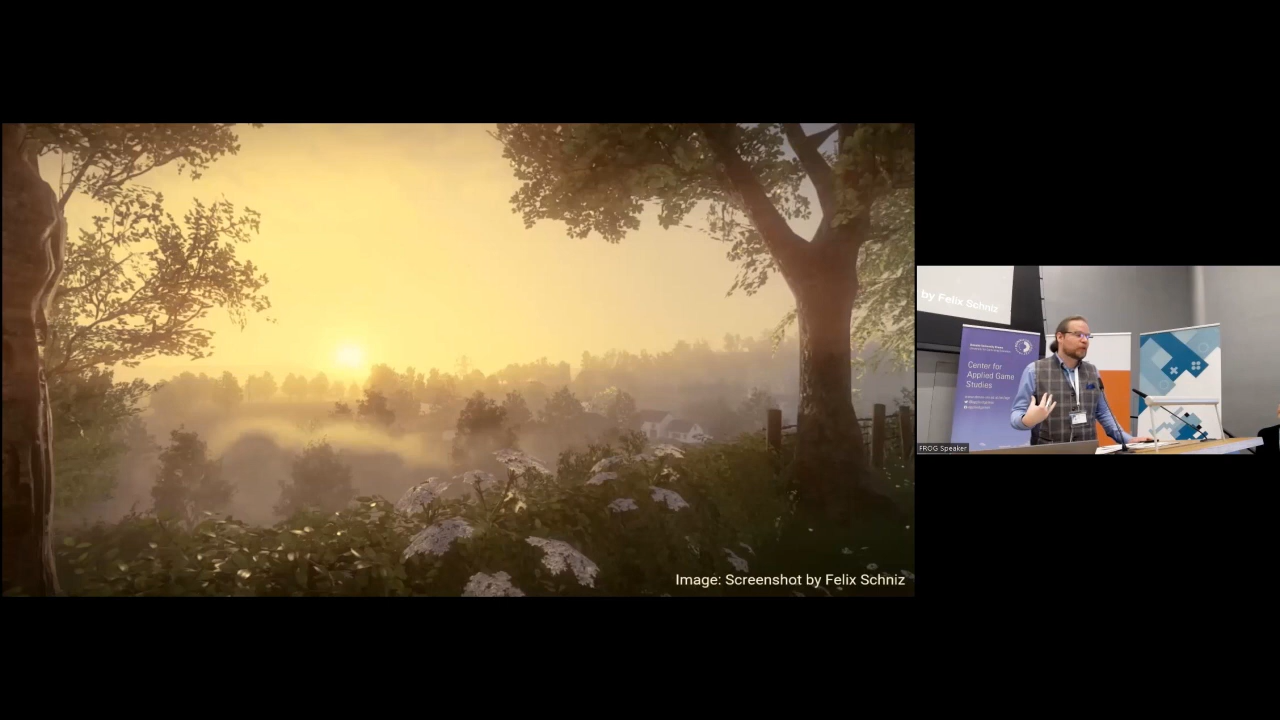 Image: Screenshot by Felix Schniz
by Felix Schniz
Center for
Applied Game
Studies
FROG Speaker